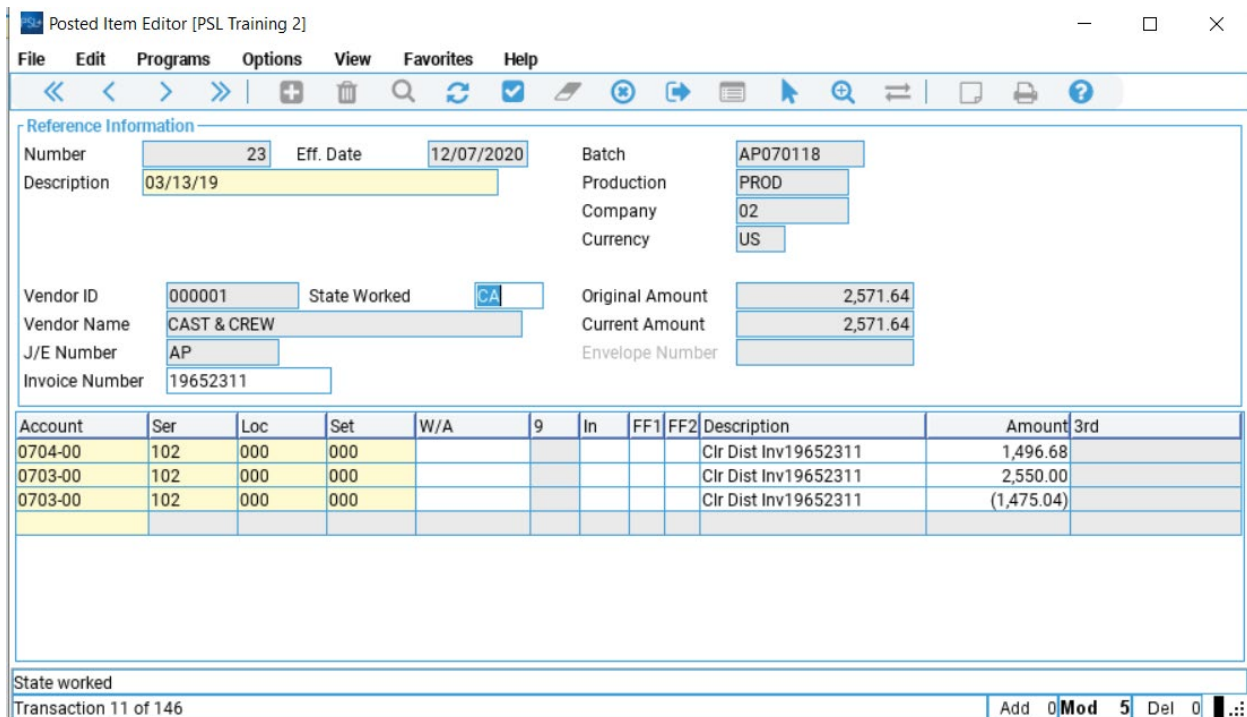 PSL+ Posted Item Editor [PSL Training 2]
File Edit Programs Options View Favorites Help
Reference Information
Number 23 Eff. Date 12/07/2020 Batch AP070118
Description 03/13/19 Production PROD
Company 02
Currency US
Vendor ID 000001 State Worked CA Original Amount 2,571.64
Vendor Name CAST & CREW Current Amount 2,571.64
J/E Number AP Envelope Number
Invoice Number 19652311
Account Ser Loc Set W/A 9 In FF1 FF2 Description Amount 3rd
0704-00 102 000 000 Clr Dist Inv19652311 1,496.68
0703-00 102 000 000 Clr Dist Inv19652311 2,550.00
0703-00 102 000 000 Clr Dist Inv19652311 (1,475.04)
State worked
Transaction 11 of 146 Add 0 Mod 5 Del 0